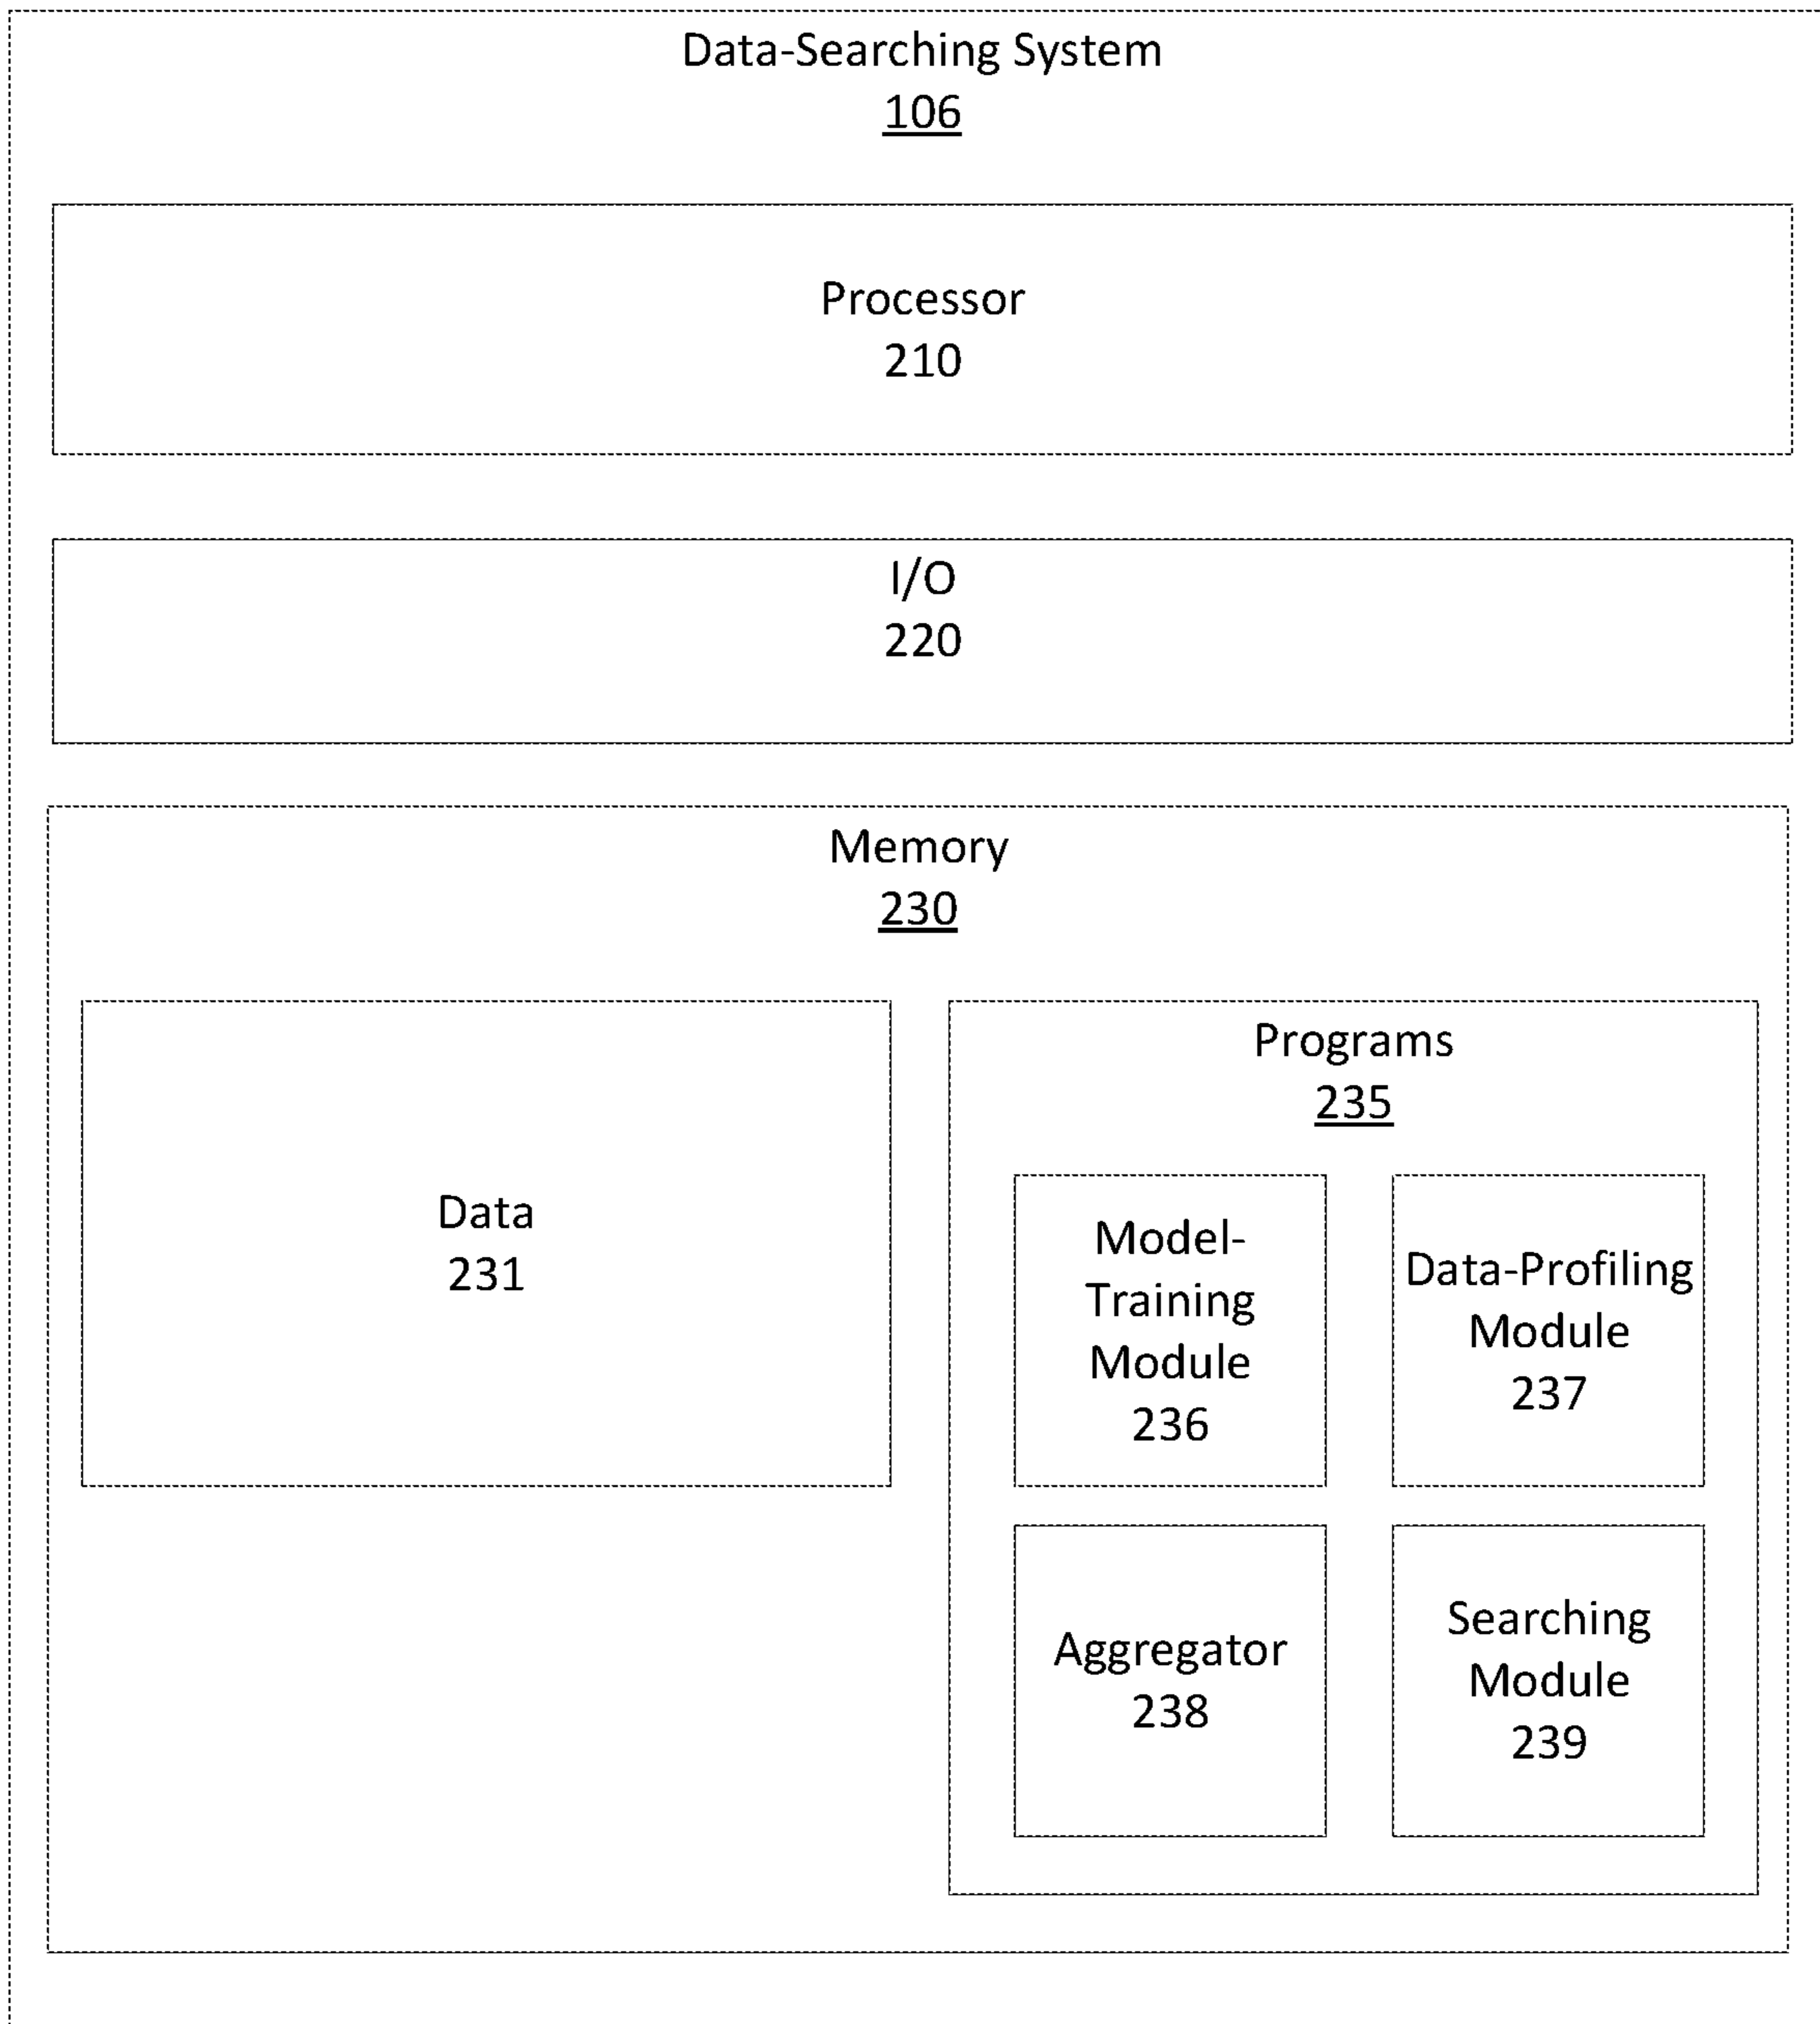 Data-Searching System
106
Processor
210
I/O
220
Memory
230
Data
231
Programs
235
Model-
Training
Module
236
Data-Profiling
Module
237
Aggregator
238
Searching
Module
239